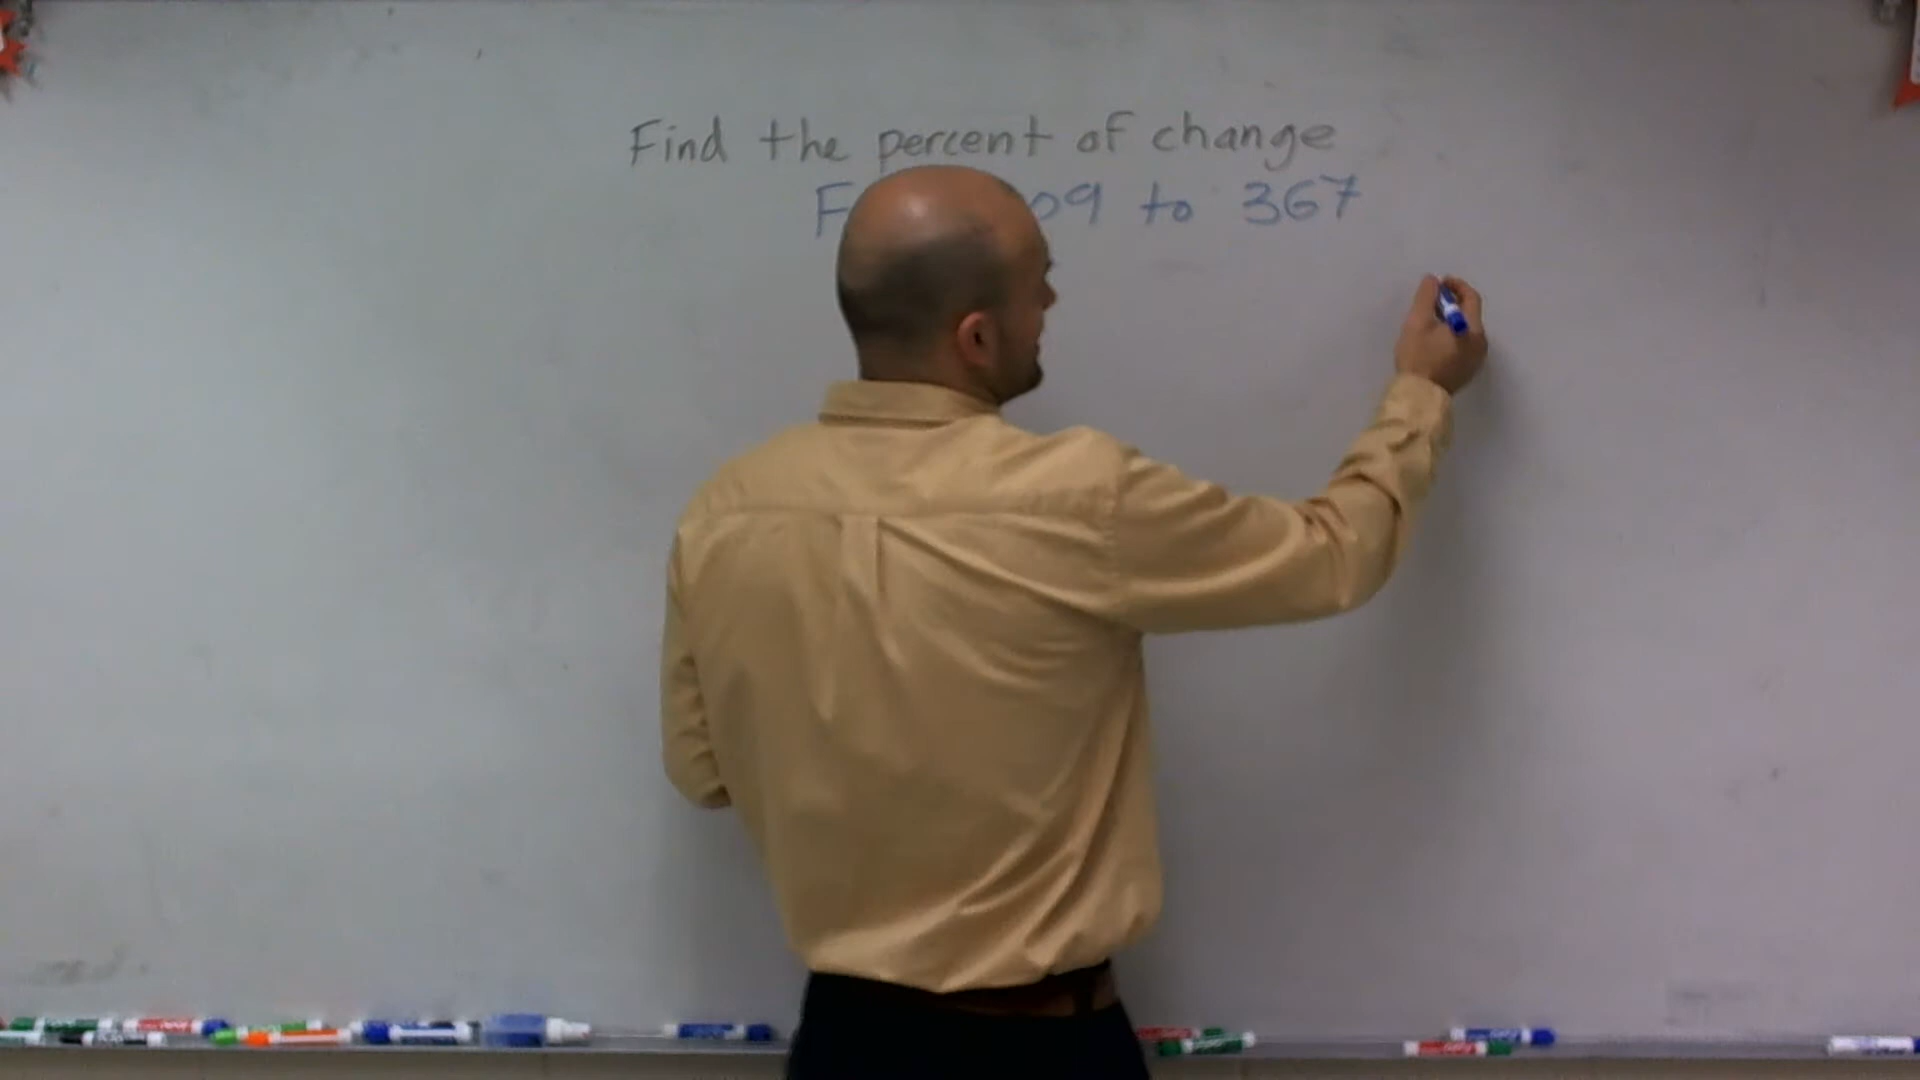 Find the percent of change
to 367